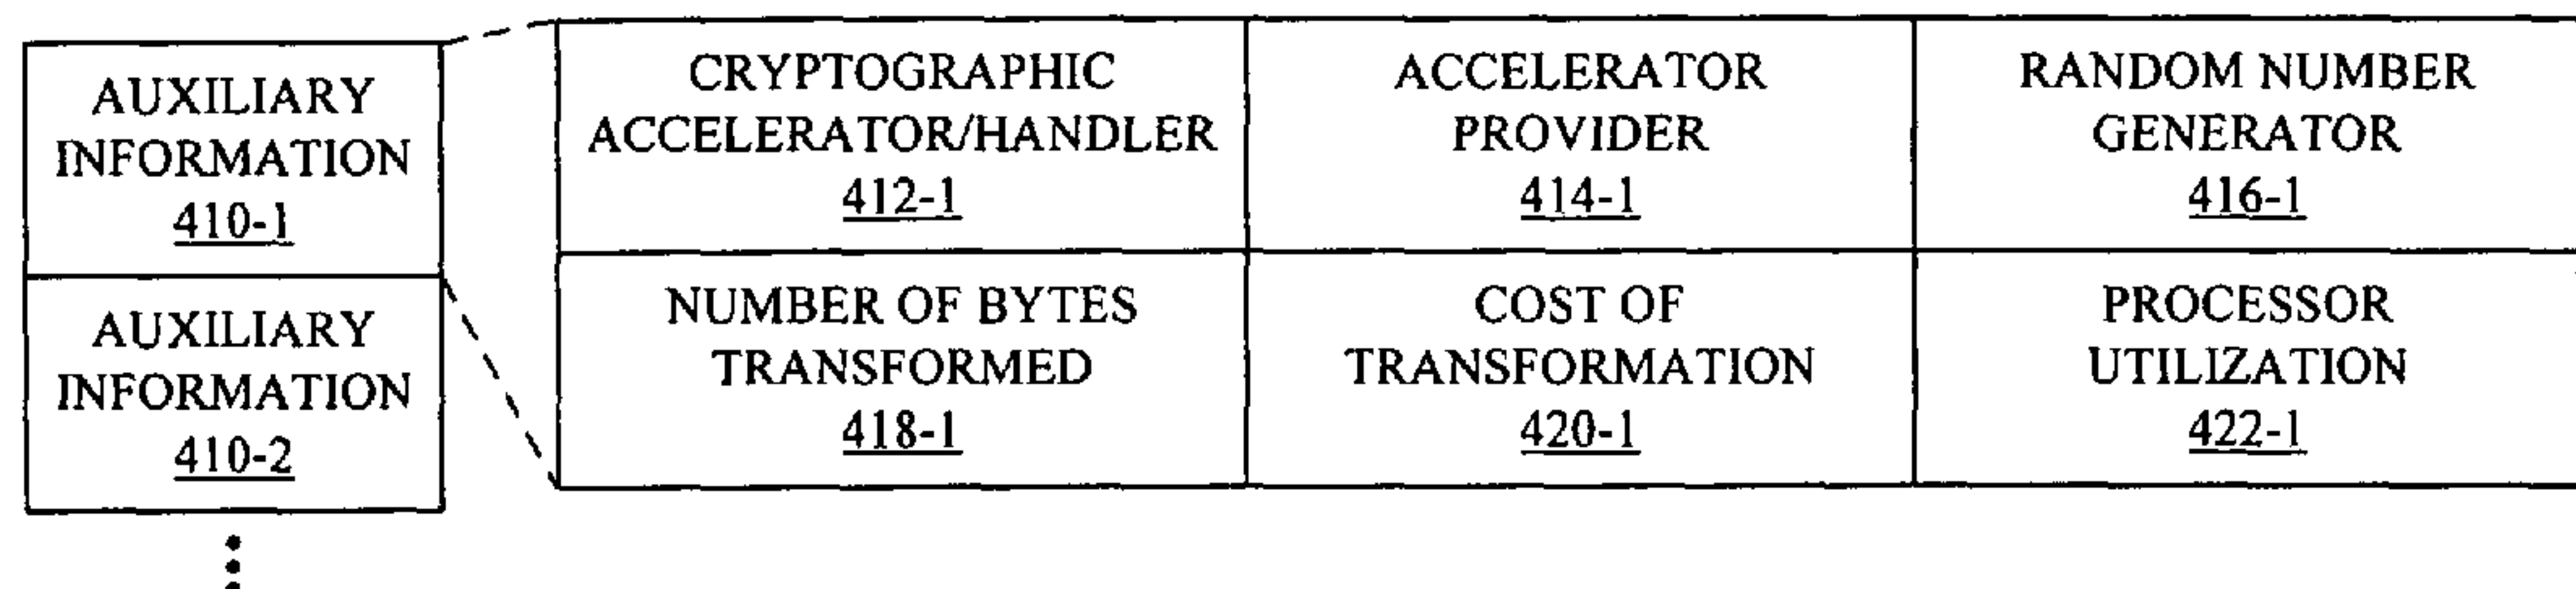 AUXILIARY
INFORMATION
410-1
AUXILIARY
INFORMATION
410-2
CRYPTOGRAPHIC
ACCELERATOR/HANDLER
412-1
ACCELERATOR
PROVIDER
414-1
RANDOM NUMBER
GENERATOR
416-1
NUMBER OF BYTES
TRANSFORMED
418-1
COST OF
TRANSFORMATION
420-1
PROCESSOR
UTILIZATION
422-1